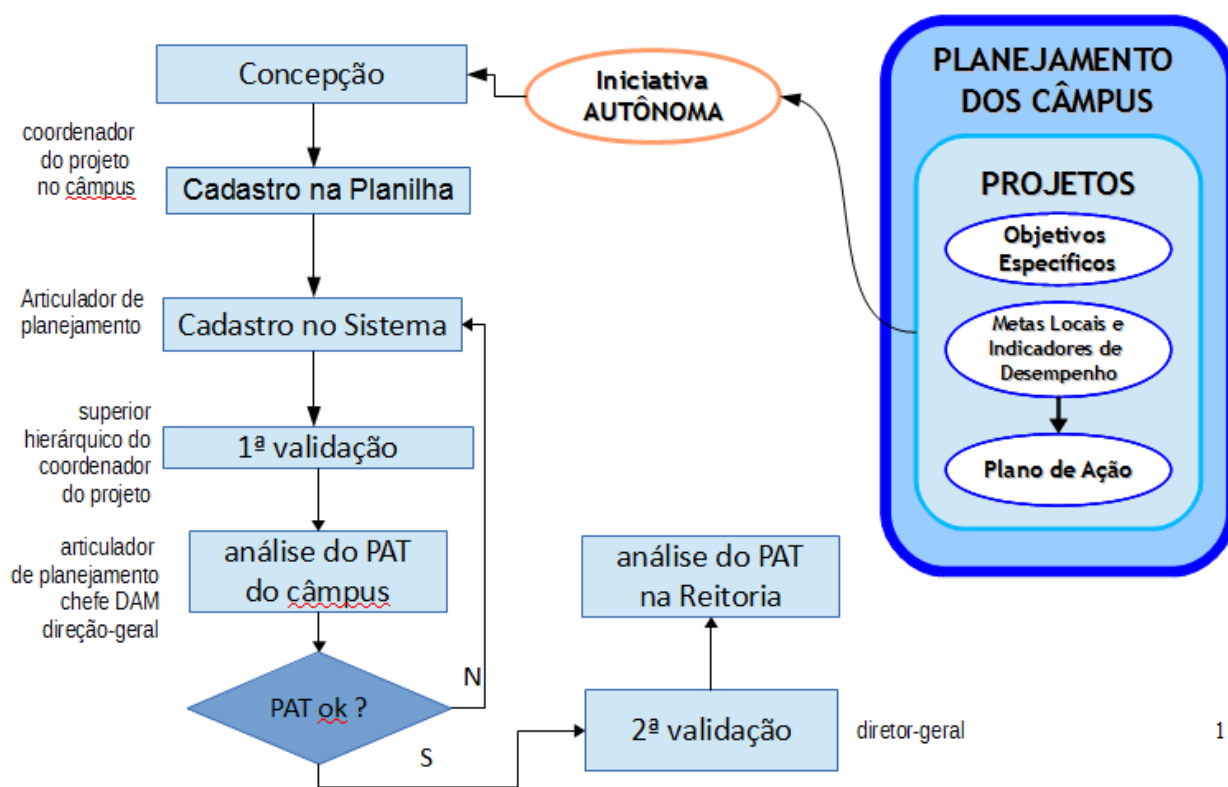 Concepção
Iniciativa
AUTÔNOMA
PLANEJAMENTO
DOS CÂMPUS
PROJETOS
Objetivos
Específicos
Metas Locais e
Indicadores de
Desempenho
Plano de Ação
coordenador
do projeto
no câmpus
Cadastro na Planilha
Articulador de
planejamento
Cadastro no Sistema
superior
hierárquico do
coordenador
do projeto
1ª validação
articulador
de planejamento
chefe DAM
direção-geral
análise do PAT
do câmpus
análise do PAT
na Reitoria
PAT ok ?
N
S
2ª validação
diretor-geral
1